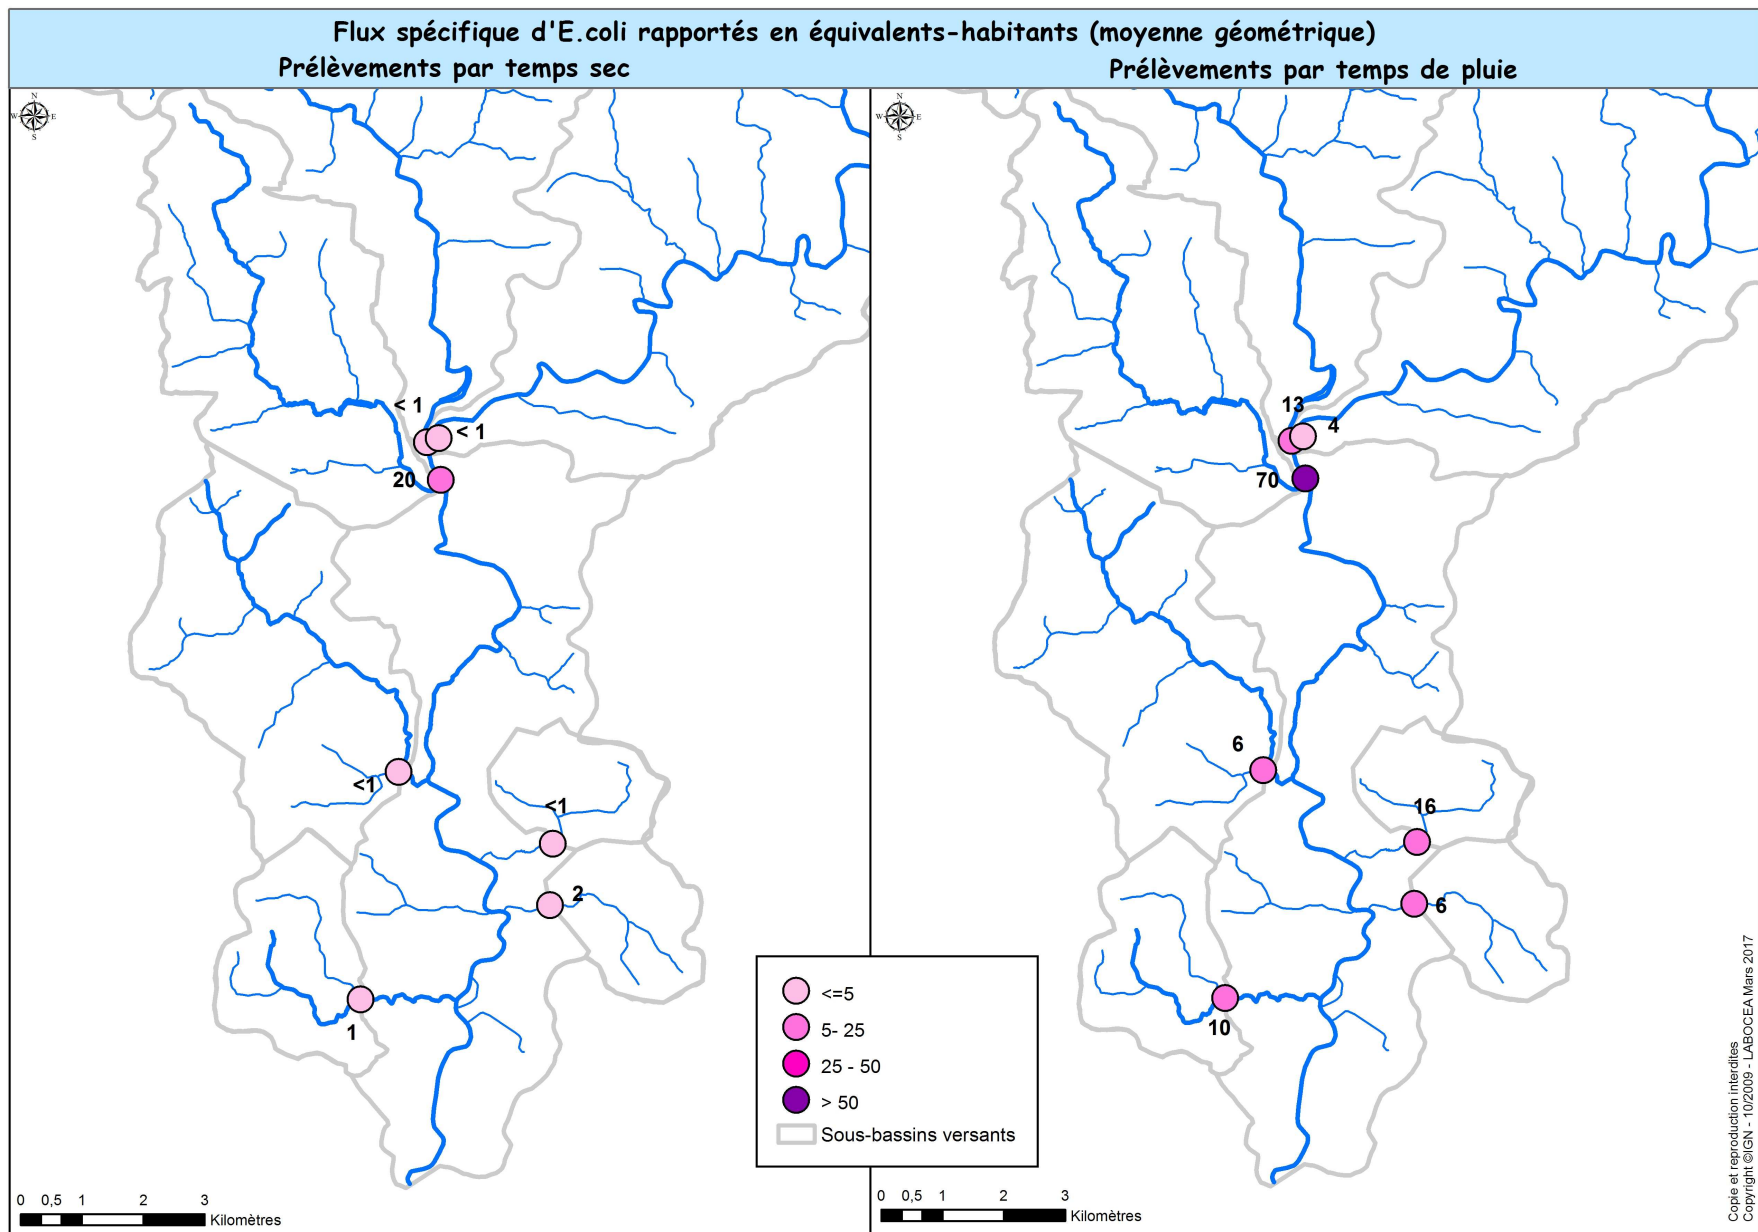 Flux spécifique d'E.coli rapportés en équivalents-habitants (moyenne géométrique)
Prélèvements par temps sec
Prélèvements par temps de pluie
N
W E
S
N
W E
S
< 1
< 1
20
<1
<1
2
1
13
4
70
6
16
6
10
<=5
5- 25
25 - 50
> 50
Sous-bassins versants
0 0,5 1 2 3
Kilomètres
0 0,5 1 2 3
Kilomètres
Copie et reproduction interdites
Copyright ©IGN - 10/2009 - LABOCEA Mars 2017